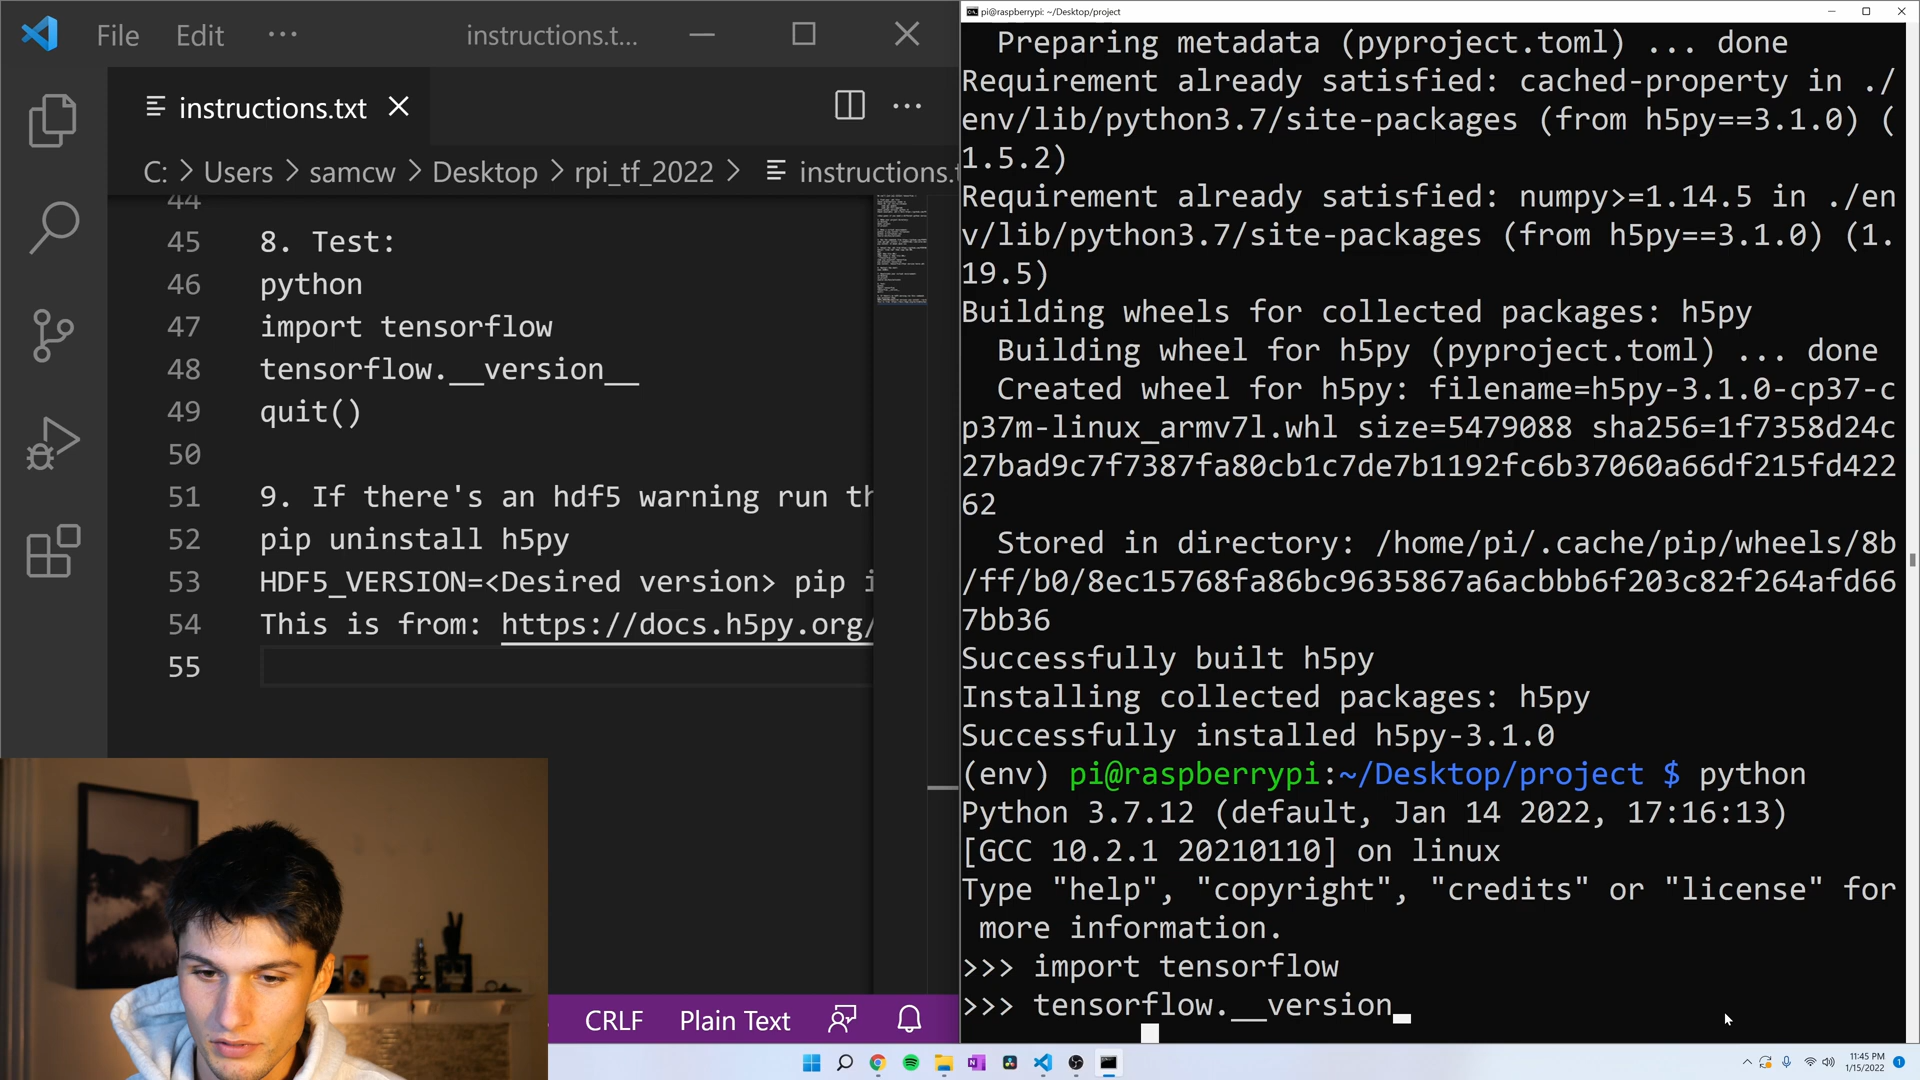 File Edit ··· instructions.t...
instructions.txt
C: > Users > samcw > Desktop > rpi_tf_2022 > instructions.t
44
45 8. Test:
46 python
47 import tensorflow
48 tensorflow.__version__
49 quit()
50
51 9. If there's an hdf5 warning run th
52 pip uninstall h5py
53 HDF5_VERSION=<Desired version> pip i
54 This is from: https://docs.h5py.org/
55
CRLF Plain Text
pi@raspberrypi: ~/Desktop/project
Preparing metadata (pyproject.toml) ... done
Requirement already satisfied: cached-property in ./
env/lib/python3.7/site-packages (from h5py==3.1.0) (
1.5.2)
Requirement already satisfied: numpy>=1.14.5 in ./en
v/lib/python3.7/site-packages (from h5py==3.1.0) (1.
19.5)
Building wheels for collected packages: h5py
Building wheel for h5py (pyproject.toml) ... done
Created wheel for h5py: filename=h5py-3.1.0-cp37-c
p37m-linux_armv7l.whl size=5479088 sha256=1f7358d24c
27bad9c7f7387fa80cb1c7de7b1192fc6b37060a66df215fd422
62
Stored in directory: /home/pi/.cache/pip/wheels/8b
/ff/b0/8ec15768fa86bc9635867a6acbbb6f203c82f264afd66
7bb36
Successfully built h5py
Installing collected packages: h5py
Successfully installed h5py-3.1.0
(env) pi@raspberrypi:~/Desktop/project $ python
Python 3.7.12 (default, Jan 14 2022, 17:16:13)
[GCC 10.2.1 20210110] on linux
Type "help", "copyright", "credits" or "license" for
more information.
>>> import tensorflow
>>> tensorflow.__version_
11:45 PM
1/15/2022
1